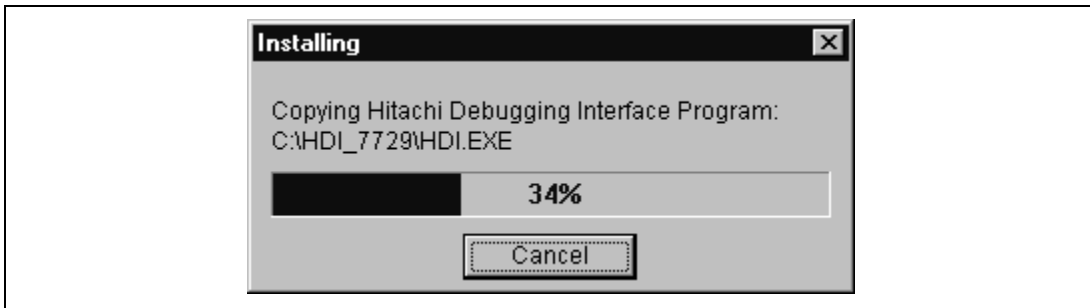 Installing
Copying Hitachi Debugging Interface Program:
C:\HDI_7729\HDI.EXE
34%
Cancel